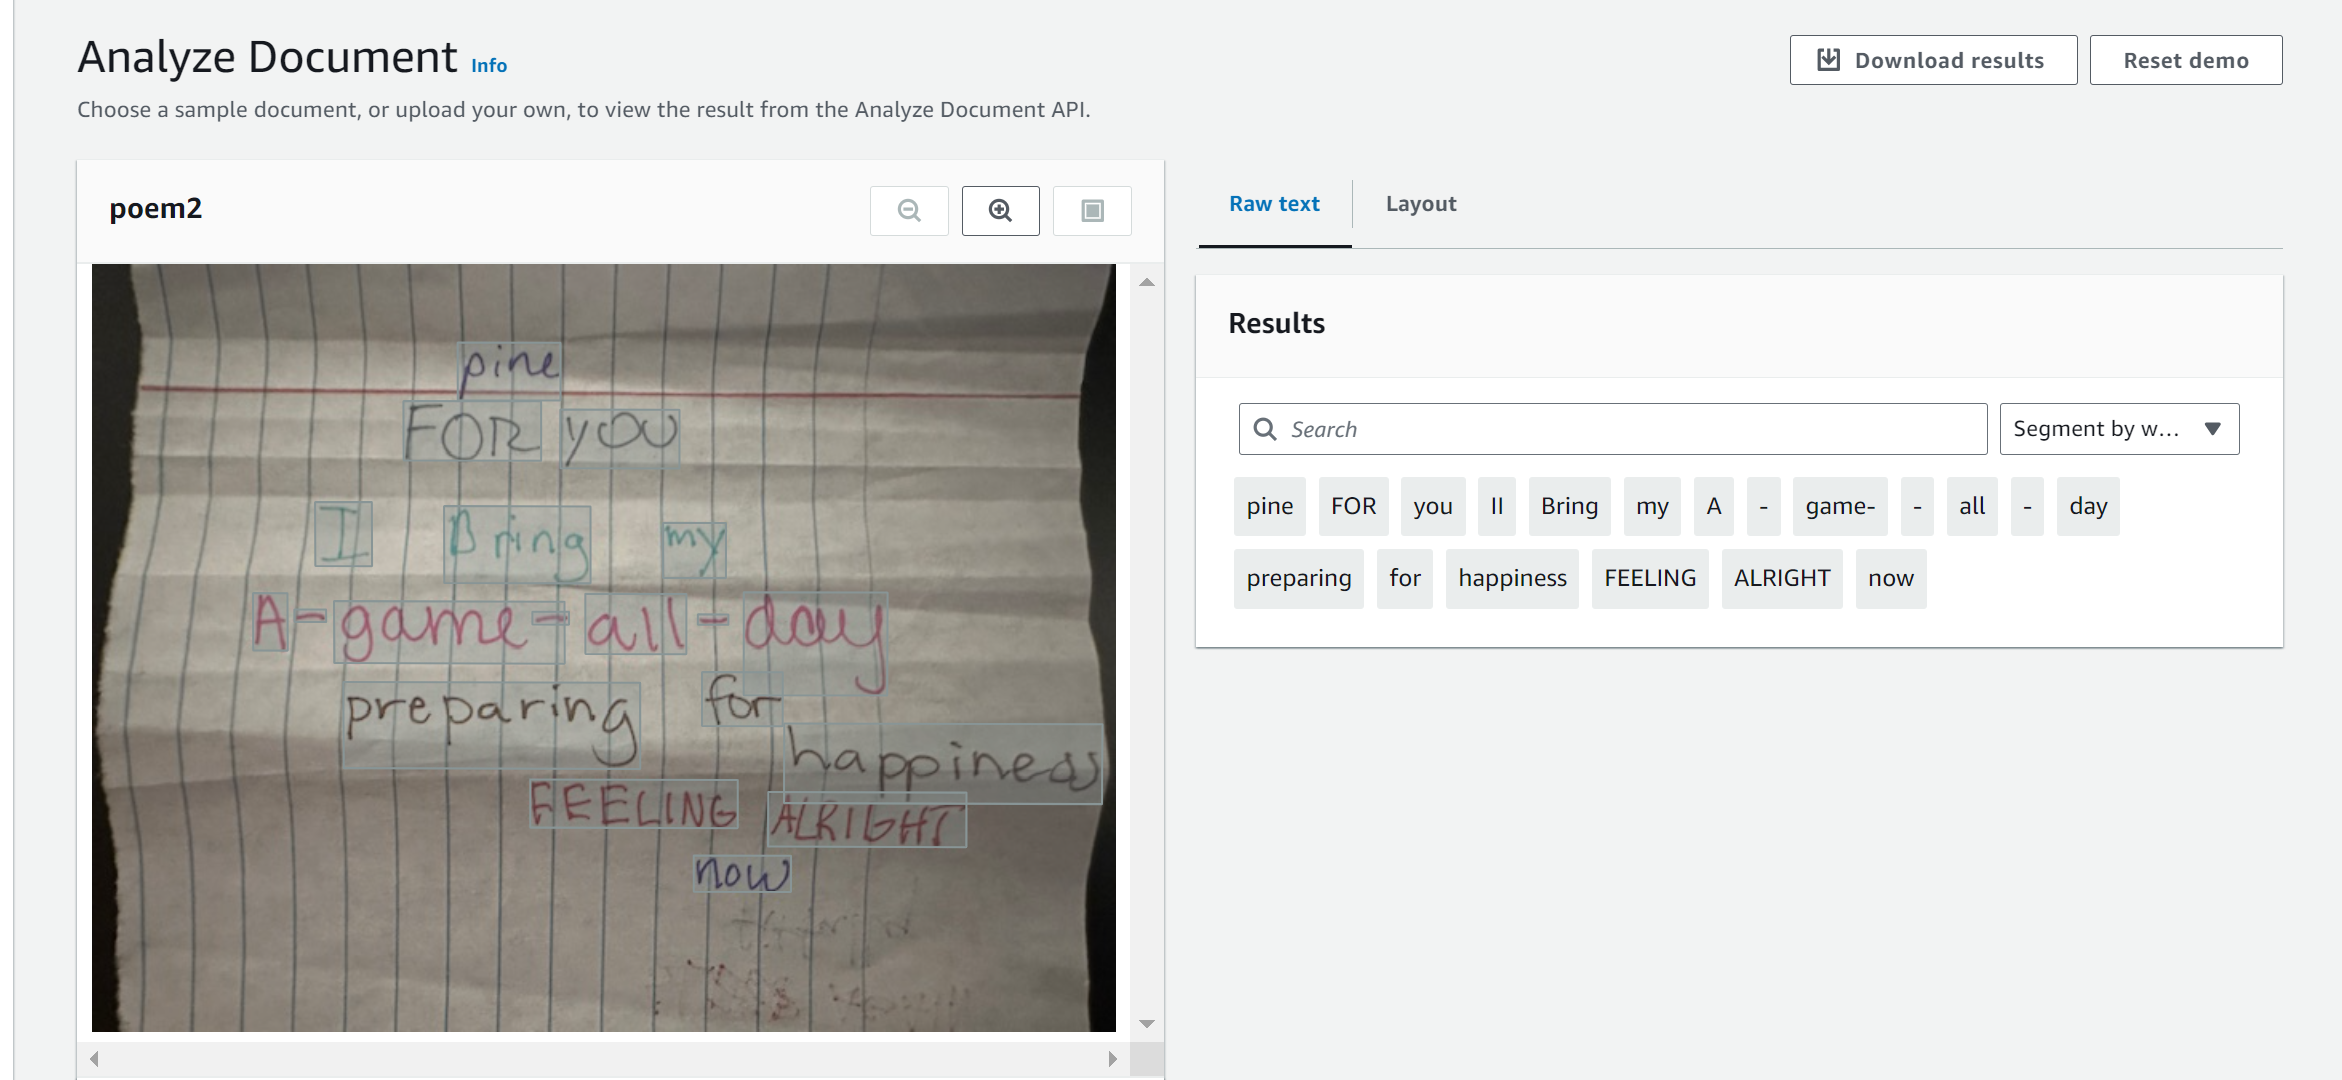 Analyze Document Info
Download results
Reset demo
Choose a sample document, or upload your own, to view the result from the Analyze Document API.
poem2
pine
FOR you
I Bring my
A-game-all-day
preparing for
happiness
FEELING ALRIGHT
now
Raw text
Layout
Results
Search
Segment by w...
pine FOR you II Bring my A - game- - all - day
preparing for happiness FEELING ALRIGHT now